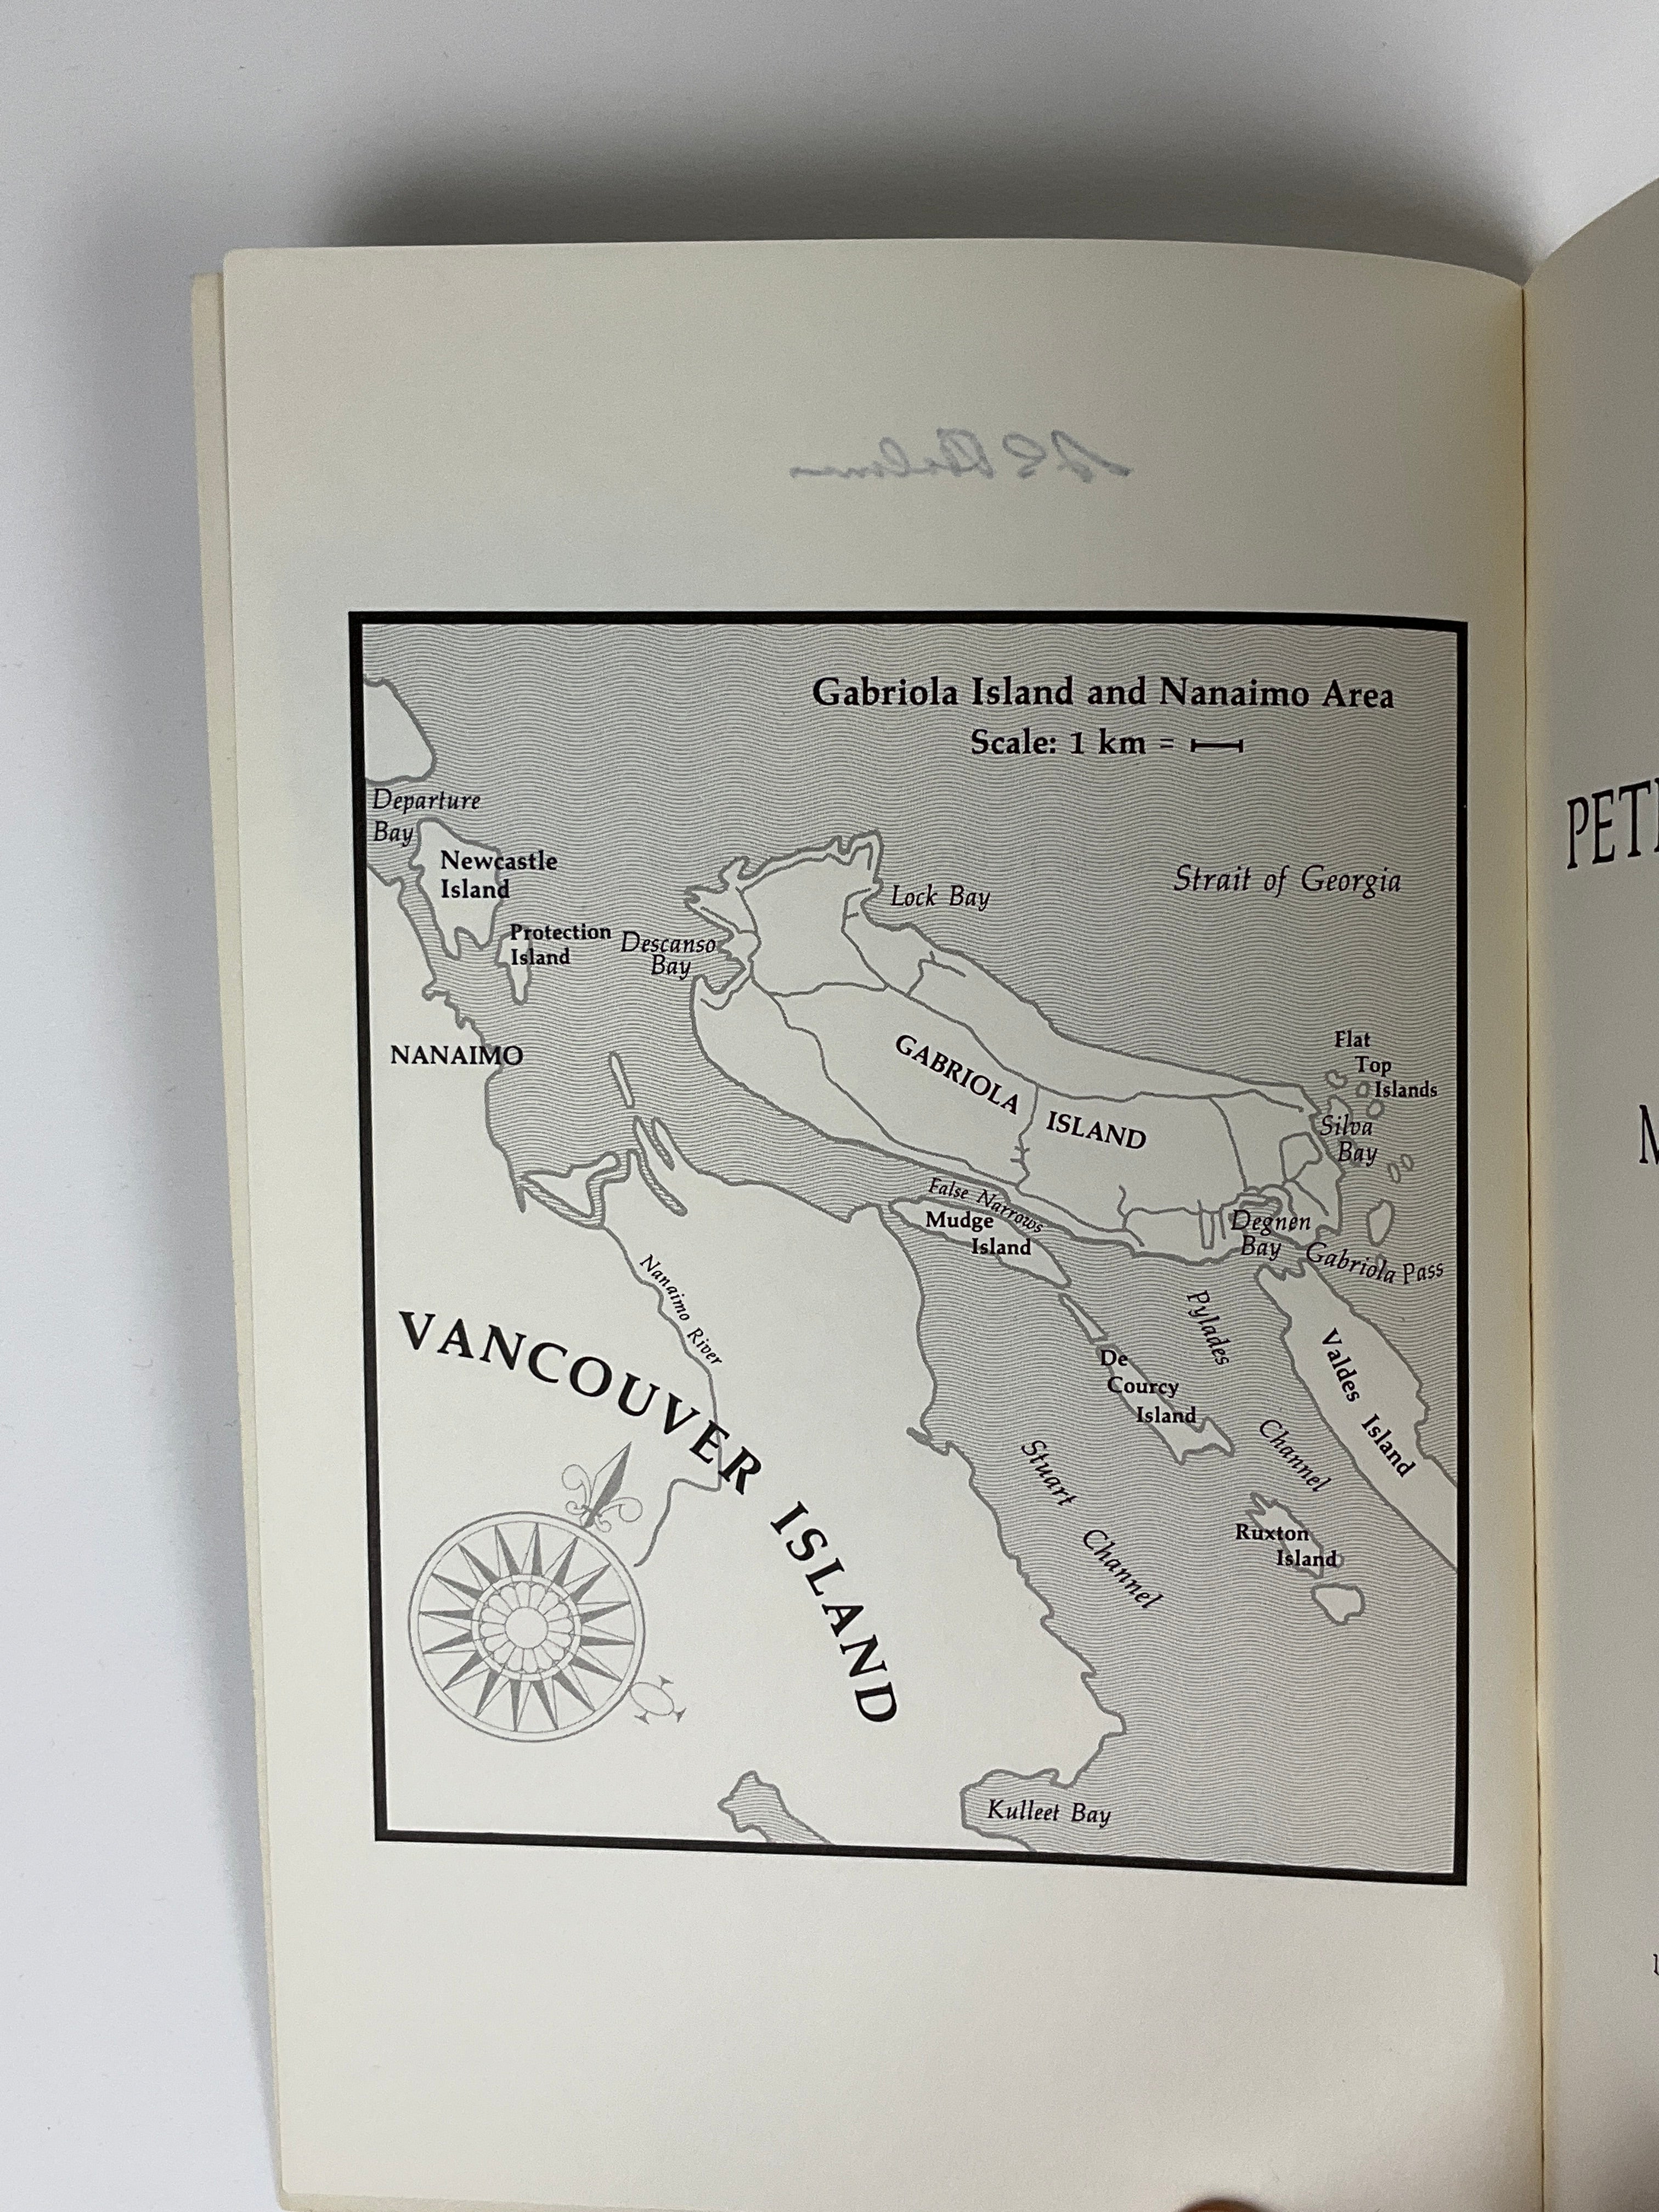 Gabriola Island and Nanaimo Area
Scale: 1 km =
Departure
Bay
Newcastle
Island
Protection
Island
Descanso
Bay
Lock Bay
Strait of Georgia
NANAIMO
GABRIOLA ISLAND
Flat
Top
Islands
Silva
Bay
False Narrows
Mudge
Island
Degnen
Bay
Gabriola Pass
Nanaimo River
VANCOUVER ISLAND
Pylades Channel
De
Courcy
Island
Valdes Island
Stuart Channel
Ruxton
Island
Kulleet Bay